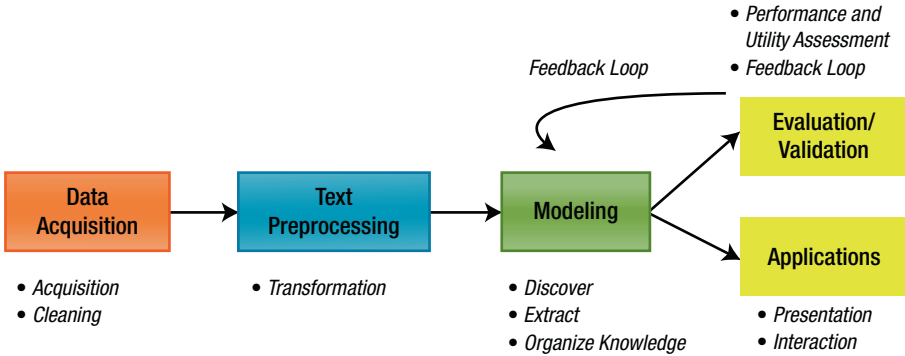 • Performance and
Utility Assessment
• Feedback Loop
Feedback Loop
Evaluation/
Validation
Data
Acquisition
Text
Preprocessing
Modeling
Applications
• Acquisition
• Cleaning
• Transformation
• Discover
• Extract
• Organize Knowledge
• Presentation
• Interaction